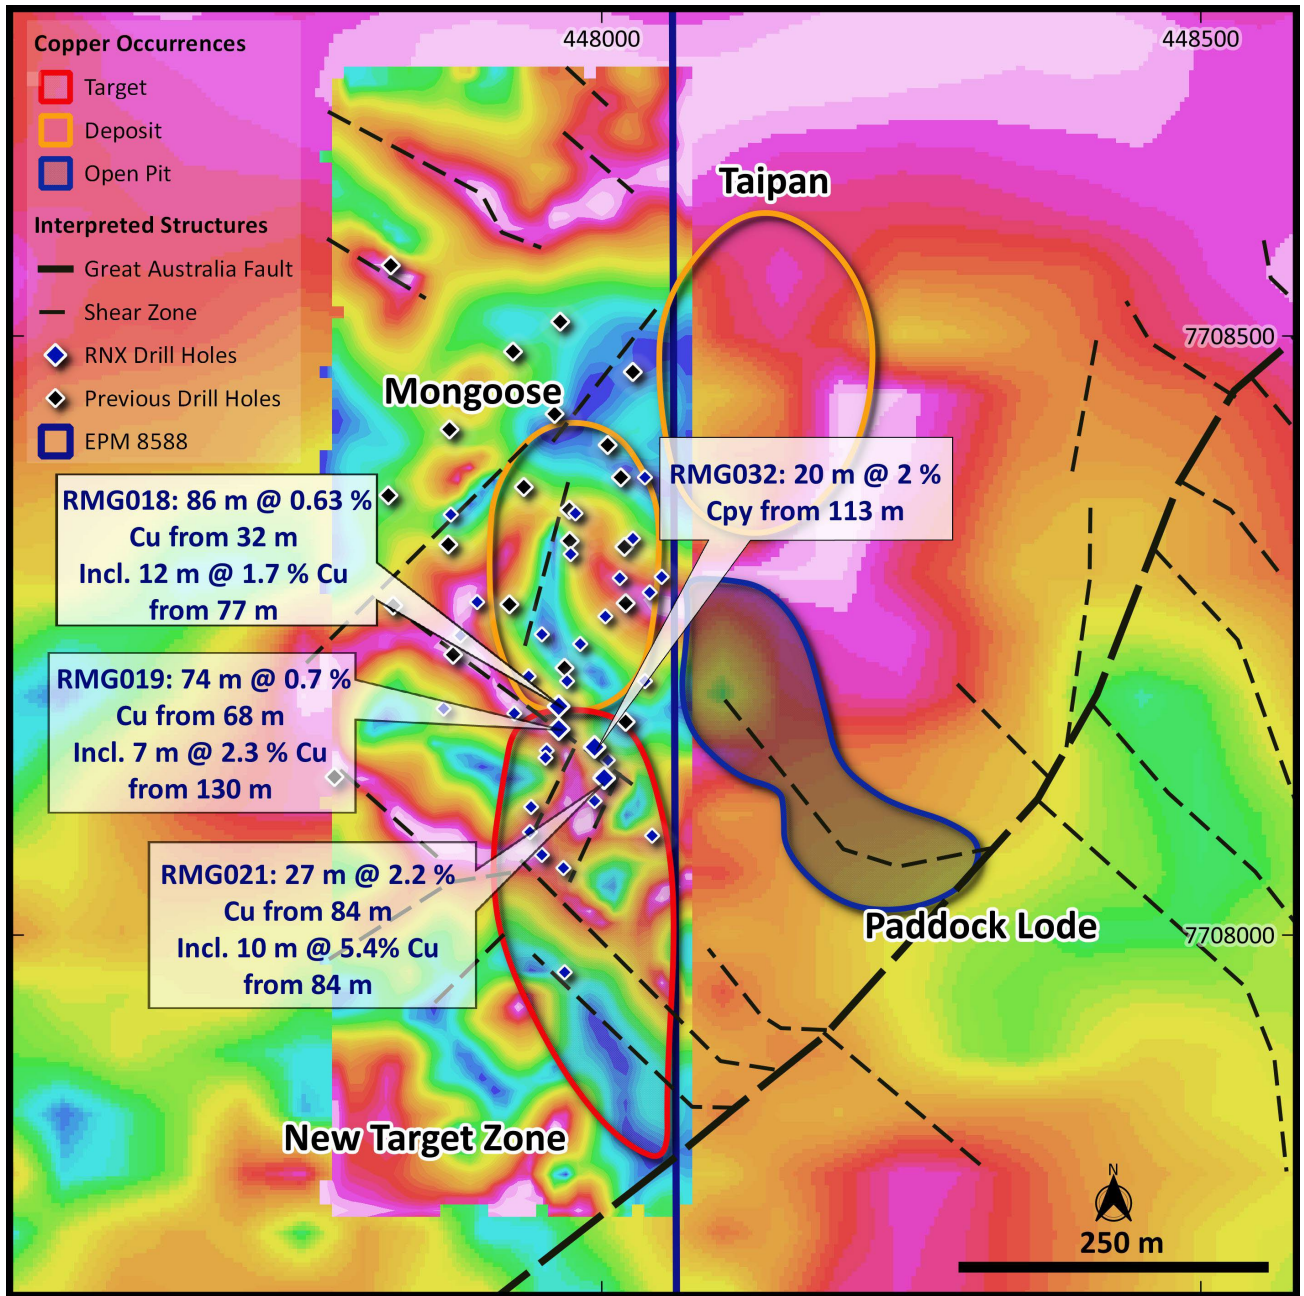 Copper Occurrences
Target
Deposit
Open Pit
Interpreted Structures
Great Australia Fault
Shear Zone
RNX Drill Holes
Previous Drill Holes
EPM 8588
448000
448500
Taipan
7708500
Mongoose
RMG032: 20 m @ 2 %
Cpy from 113 m
RMG018: 86 m @ 0.63 %
Cu from 32 m
Incl. 12 m @ 1.7 % Cu
from 77 m
RMG019: 74 m @ 0.7 %
Cu from 68 m
Incl. 7 m @ 2.3 % Cu
from 130 m
RMG021: 27 m @ 2.2 %
Cu from 84 m
Incl. 10 m @ 5.4% Cu
from 84 m
Paddock Lode
7708000
New Target Zone
N
250 m